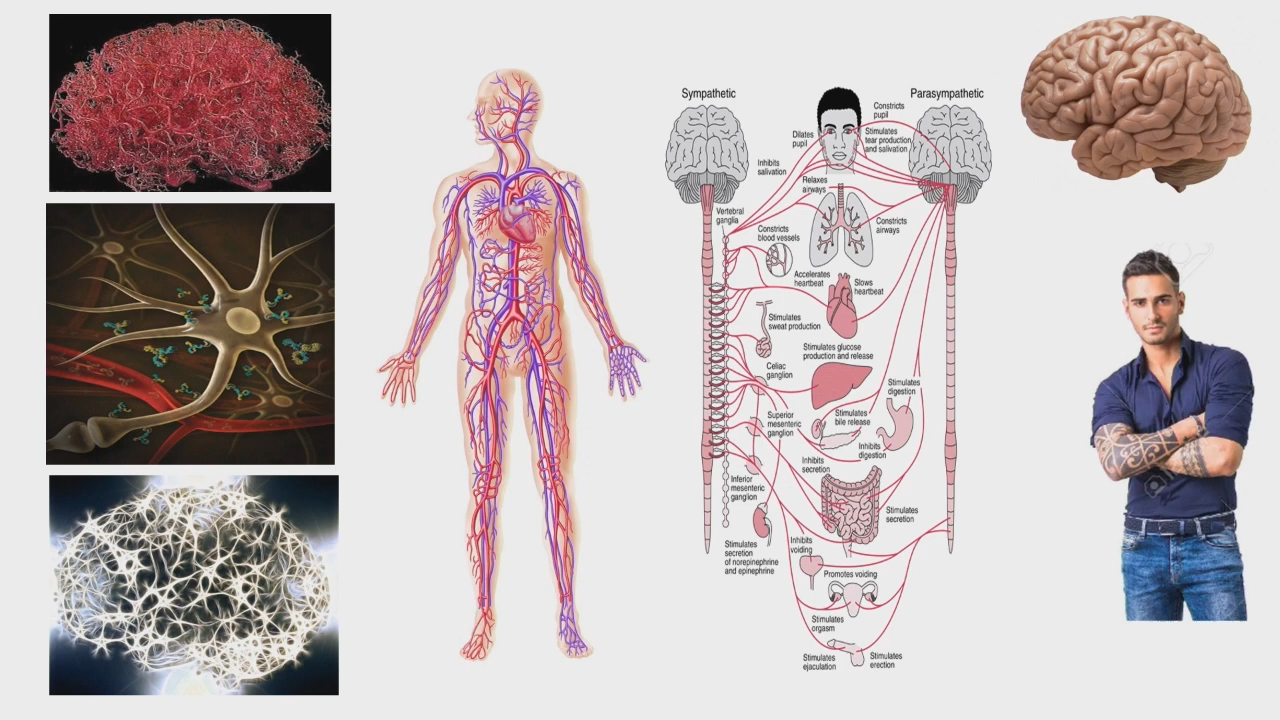 Sympathetic
Parasympathetic
Constricts
pupil
Dilates
pupil
Stimulates
tear production
and salivation
Inhibits
salivation
Relaxes
airways
Vertebral
ganglia
Constricts
blood vessels
Constricts
airways
Accelerates
heartbeat
Slows
heartbeat
Stimulates
sweat production
Stimulates glucose
production and release
Celiac
ganglion
Stimulates
digestion
Superior
mesenteric
ganglion
Stimulates
bile release
Inhibits
digestion
Inhibits
secretion
Inferior
mesenteric
ganglion
Stimulates
secretion
Stimulates
secretion
of norepinephrine
and epinephrine
Inhibits
voiding
Promotes voiding
Stimulates
orgasm
Stimulates
ejaculation
Stimulates
erection